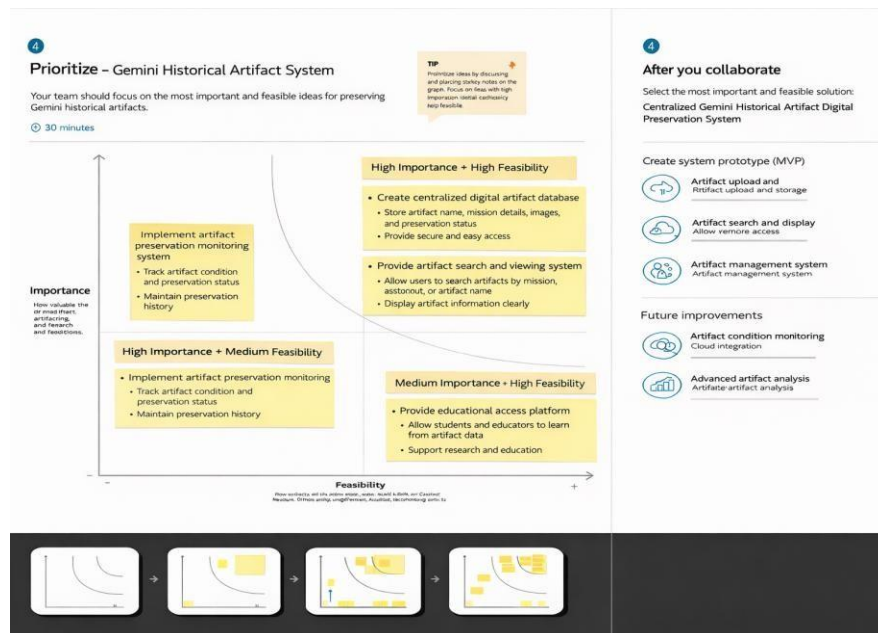 4
Prioritize – Gemini Historical Artifact System
Your team should focus on the most important and feasible ideas for preserving
Gemini historical artifacts.
30 minutes
TIP
ideas by discussing
and placing notes on the
graph. Focus on with high
help
Importance
How valuable the
and
and
High Importance + High Feasibility
• Create centralized digital artifact database
• Store artifact name, mission details, images,
and preservation status
• Provide secure and easy access
• Provide artifact search and viewing system
• Allow users to search artifacts by mission,
asstonout, or artifact name
• Display artifact information clearly
Implement artifact
preservation monitoring
system
• Track artifact condition
and preservation status
• Maintain preservation
history
High Importance + Medium Feasibility
• Implement artifact preservation monitoring
• Track artifact condition and
preservation status
• Maintain preservation history
Medium Importance + High Feasibility
• Provide educational access platform
• Allow students and educators to learn
from artifact data
• Support research and education
Feasibility
4
After you collaborate
Select the most important and feasible solution:
Centralized Gemini Historical Artifact Digital
Preservation System
Create system prototype (MVP)
Artifact upload and
Rtifact upload and storage
Artifact search and display
Allow remore access
Artifact management system
Artifact management system
Future improvements
Artifact condition monitoring
Cloud integration
Advanced artifact analysis
Artifate-artifact analysis